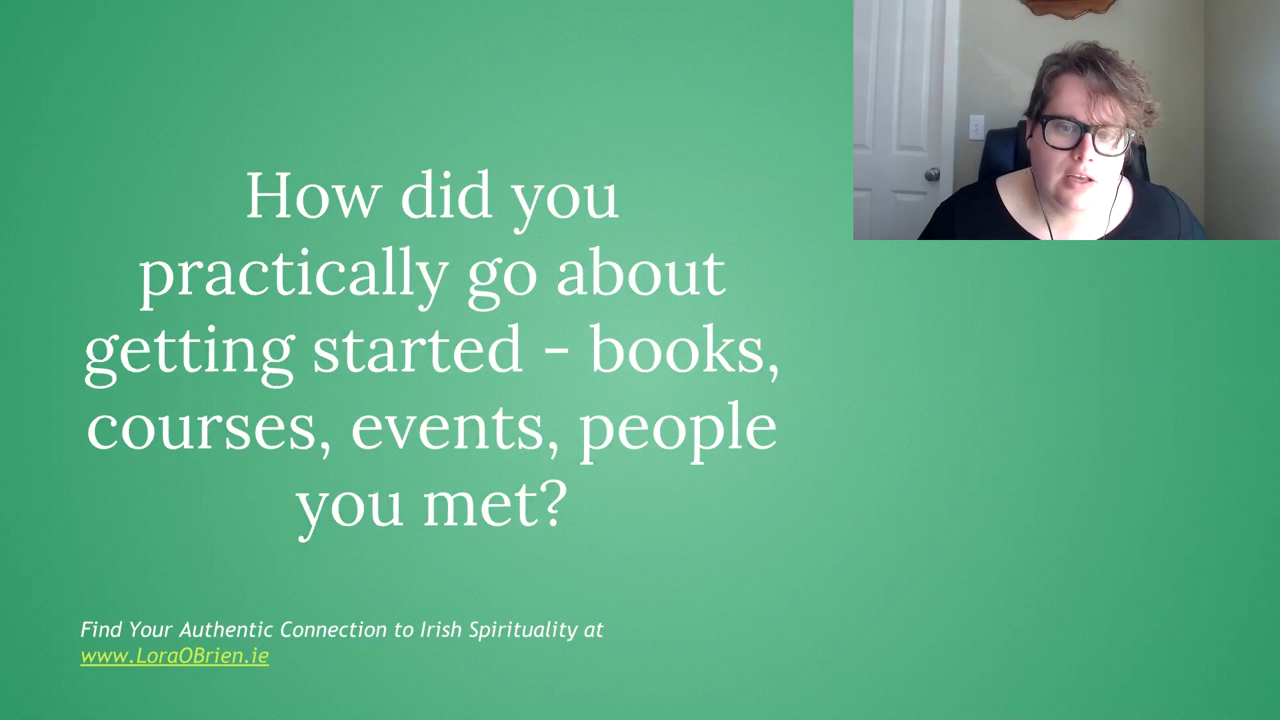 How did you
practically go about
getting started - books,
courses, events, people
you met?
Find Your Authentic Connection to Irish Spirituality at
www.LoraOBrien.ie